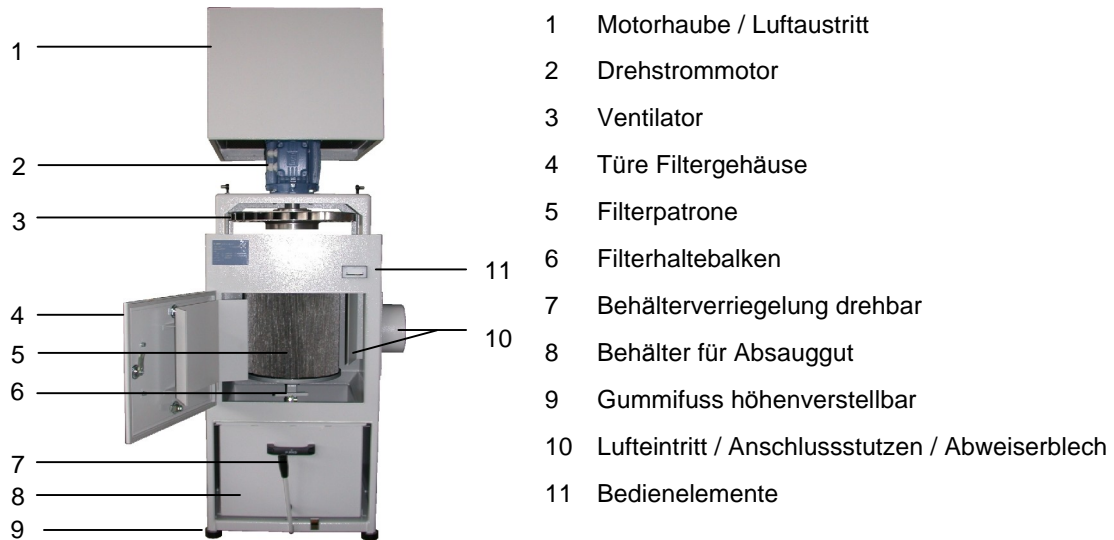 1
2
3
4
5
6
7
8
9
10
11
1 Motorhaube / Luftaustritt
2 Drehstrommotor
3 Ventilator
4 Türe Filtergehäuse
5 Filterpatrone
6 Filterhaltebalken
7 Behälterverriegelung drehbar
8 Behälter für Absauggut
9 Gummifuss höhenverstellbar
10 Lufteintritt / Anschlussstutzen / Abweiserblech
11 Bedienelemente